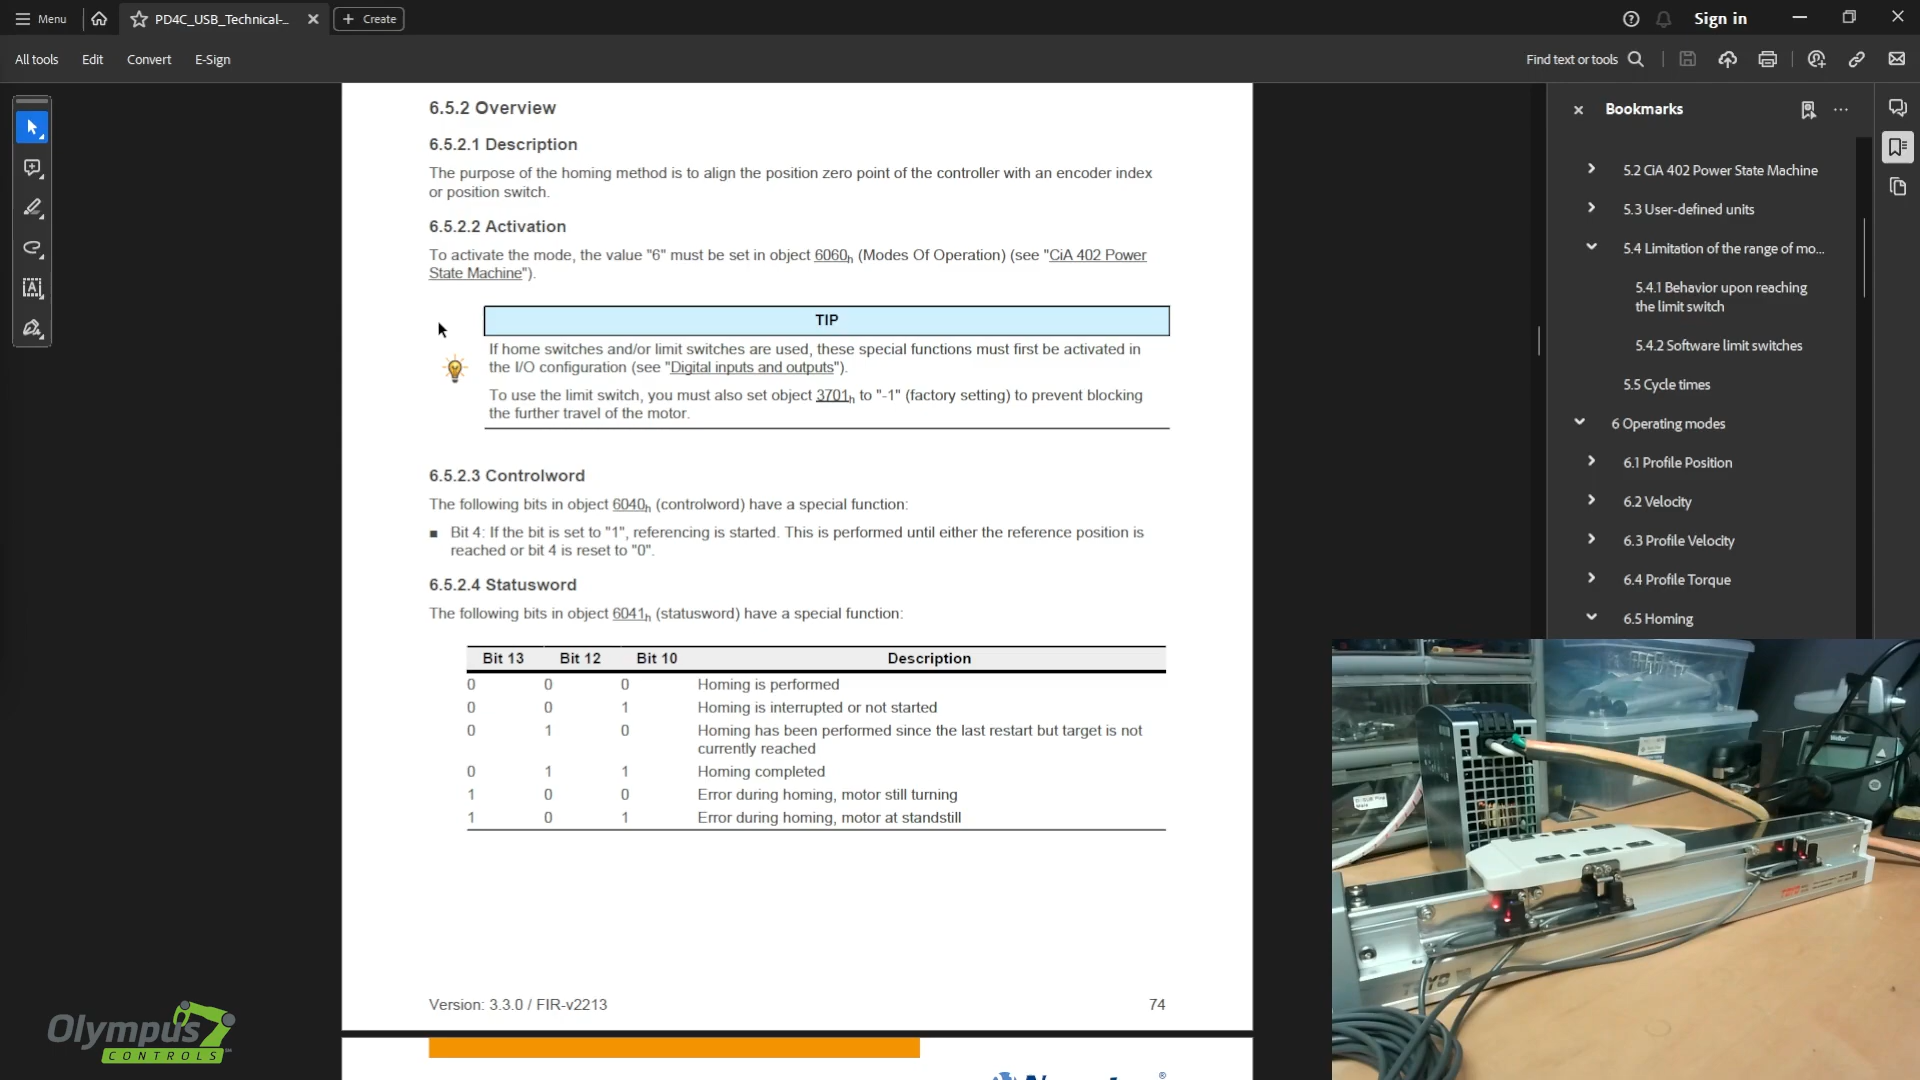 Menu
PD4C_USB_Technical-...
Create
Sign in
All tools
Edit
Convert
E-Sign
Find text or tools
6.5.2 Overview
6.5.2.1 Description
The purpose of the homing method is to align the position zero point of the controller with an encoder index
or position switch.
6.5.2.2 Activation
To activate the mode, the value "6" must be set in object 6060h (Modes Of Operation) (see "CiA 402 Power
State Machine").
TIP
If home switches and/or limit switches are used, these special functions must first be activated in
the I/O configuration (see "Digital inputs and outputs").
To use the limit switch, you must also set object 3701h to "-1" (factory setting) to prevent blocking
the further travel of the motor.
6.5.2.3 Controlword
The following bits in object 6040h (controlword) have a special function:
■ Bit 4: If the bit is set to "1", referencing is started. This is performed until either the reference position is
reached or bit 4 is reset to "0".
6.5.2.4 Statusword
The following bits in object 6041h (statusword) have a special function:
Bit 13 Bit 12 Bit 10 Description
0 0 0 Homing is performed
0 0 1 Homing is interrupted or not started
0 1 0 Homing has been performed since the last restart but target is not
currently reached
0 1 1 Homing completed
1 0 0 Error during homing, motor still turning
1 0 1 Error during homing, motor at standstill
Version: 3.3.0 / FIR-v2213
74
Bookmarks
5.2 CiA 402 Power State Machine
5.3 User-defined units
5.4 Limitation of the range of mo...
5.4.1 Behavior upon reaching
the limit switch
5.4.2 Software limit switches
5.5 Cycle times
6 Operating modes
6.1 Profile Position
6.2 Velocity
6.3 Profile Velocity
6.4 Profile Torque
6.5 Homing
Olympus
CONTROLS